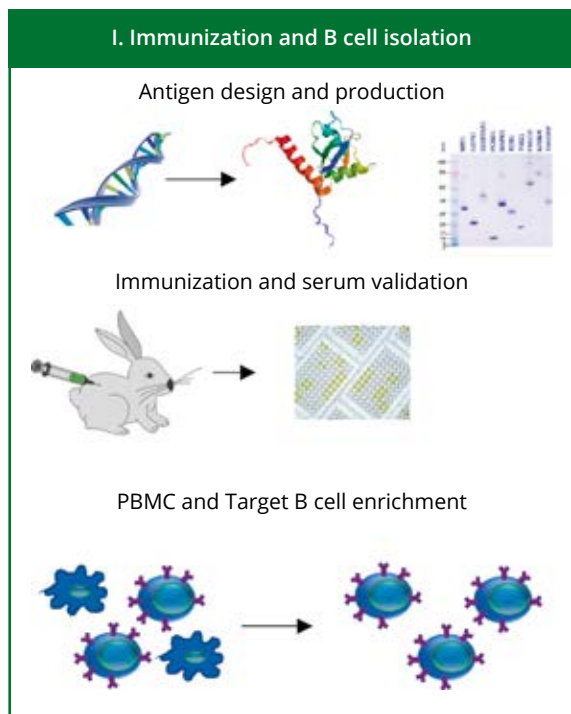 I. Immunization and B cell isolation
Antigen design and production
Immunization and serum validation
PBMC and Target B cell enrichment